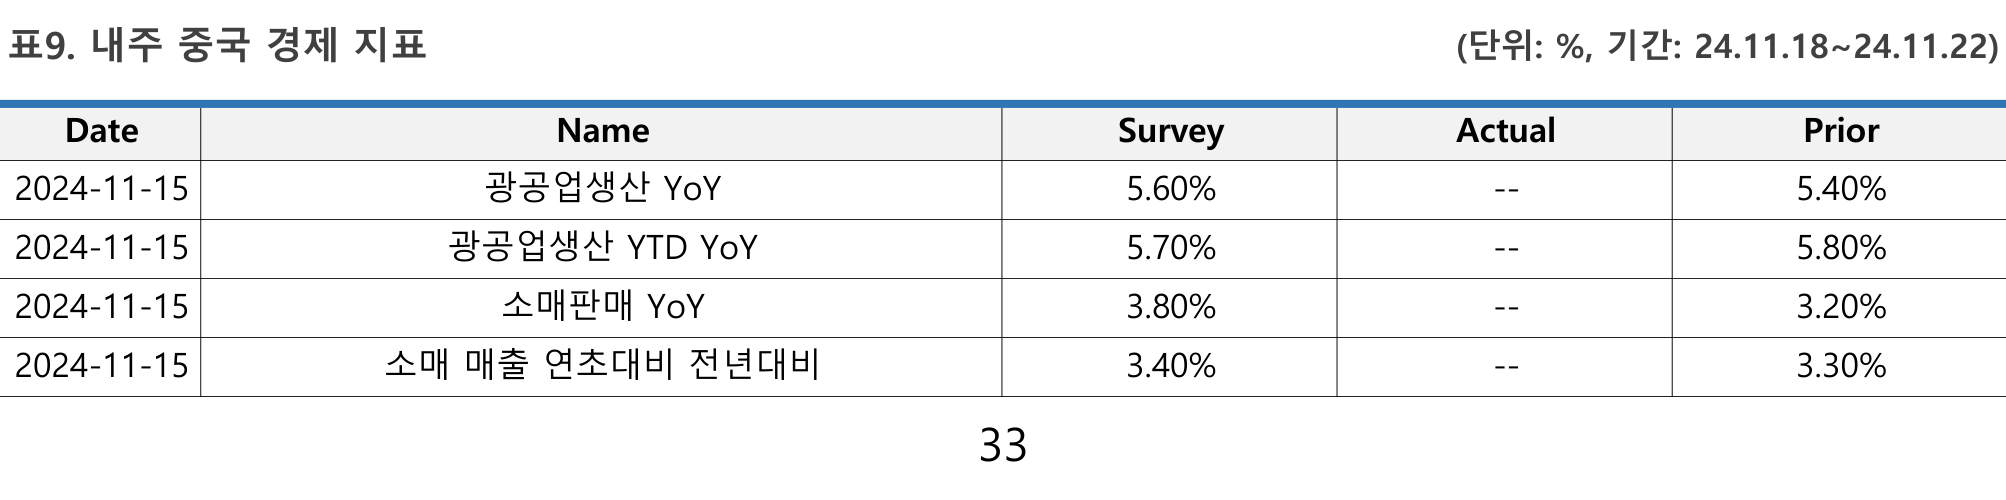 표9. 내주 중국 경제 지표 (단위: %, 기간: 24.11.18~24.11.22)
Date Name Survey Actual Prior
2024-11-15 광공업생산 YoY 5.60% -- 5.40%
2024-11-15 광공업생산 YTD YoY 5.70% -- 5.80%
2024-11-15 소매판매 YoY 3.80% -- 3.20%
2024-11-15 소매 매출 연초대비 전년대비 3.40% -- 3.30%
33